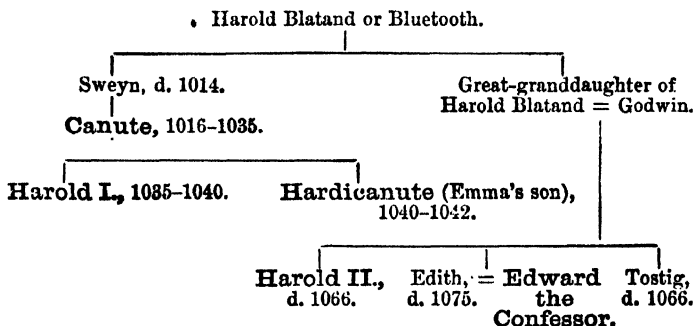 Harold Blatand or Bluetooth.
Sweyn, d. 1014.
Great-granddaughter of
Harold Blatand = Godwin.
Canute, 1016-1035.
Harold I., 1035-1040.
Hardicanute (Emma's son),
1040-1042.
Harold II.,
d. 1066.
Edith, =
d. 1075.
Edward
the
Confessor.
Tostig,
d. 1066.